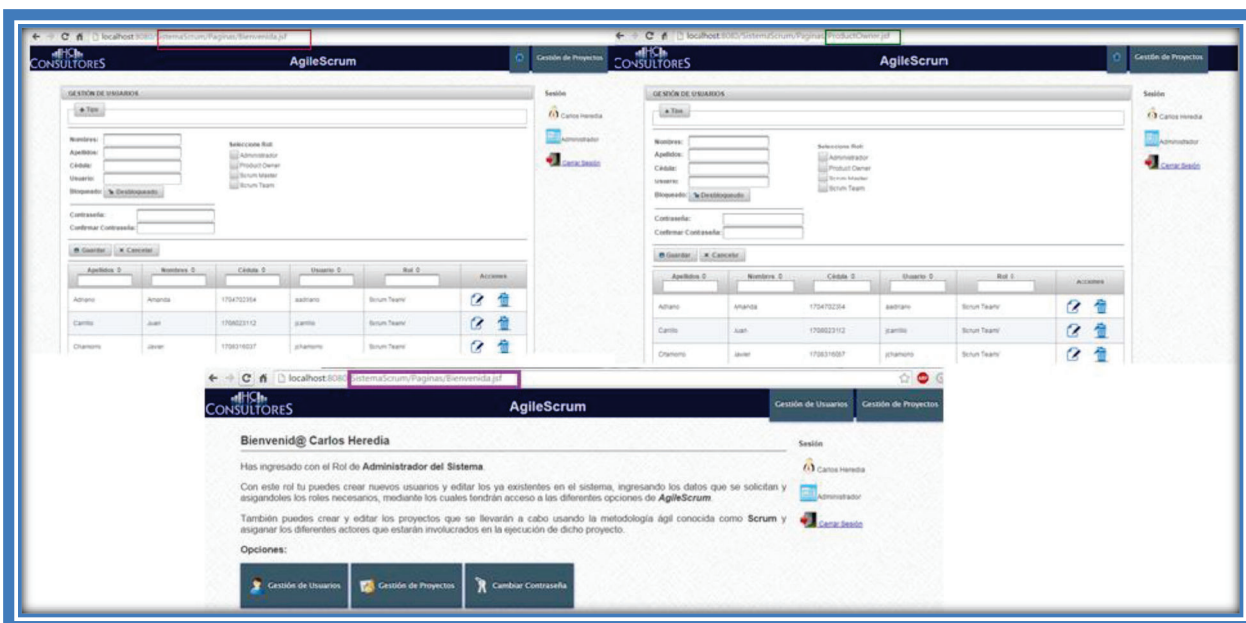 localhost:8080/SistemaScrum/Paginas/Bienvenida.jsf
HCh
CONSULTORES
AgileScrum
Gestión de Proyectos
GESTIÓN DE USUARIOS
Tips
Nombres:
Apellidos:
Cédula:
Usuario:
Bloqueado: Desbloqueado
Seleccione Rol:
Administrador
Product Owner
Scrum Master
Scrum Team
Contraseña:
Confirmar Contraseña:
Guardar Cancelar
Apellidos Nombres Cédula Usuario Rol Acciones
Adriano Amanda 1704702354 aadriano Scrum Team/
Carrillo Juan 1708023112 jcarrillo Scrum Team/
Chamorro Javier jchamorro Scrum Team/
Sesión
Carlos Heredia
Administrador
Cerrar Sesión
localhost:8080/SistemaScrum/Paginas/ProductOwner.jsf
HCh
CONSULTORES
AgileScrum
Gestión de Proyectos
GESTIÓN DE USUARIOS
Tips
Nombres:
Apellidos:
Cédula:
Usuario:
Bloqueado: Desbloqueado
Seleccione Rol:
Administrador
Product Owner
Scrum Master
Scrum Team
Contraseña:
Confirmar Contraseña:
Guardar Cancelar
Apellidos Nombres Cédula Usuario Rol Acciones
Adriano Amanda 1704702354 aadriano Scrum Team/
Carrillo Juan 1708023112 jcarrillo Scrum Team/
Chamorro Javier jchamorro Scrum Team/
Sesión
Carlos Heredia
Administrador
Cerrar Sesión
localhost:8080/SistemaScrum/Paginas/Bienvenida.jsf
HCh
CONSULTORES
AgileScrum
Gestión de Usuarios Gestión de Proyectos
Bienvenid@ Carlos Heredia
Has ingresado con el Rol de Administrador del Sistema.
Con este rol tu puedes crear nuevos usuarios y editar los ya existentes en el sistema, ingresando los datos que se solicitan y
asigandoles los roles necesarios, mediante los cuales tendrán acceso a las diferentes opciones de AgileScrum.
También puedes crear y editar los proyectos que se llevarán a cabo usando la metodología ágil conocida como Scrum y
asiganar los diferentes actores que estarán involucrados en la ejecución de dicho proyecto.
Opciones:
Gestión de Usuarios Gestión de Proyectos Cambiar Contraseña
Sesión
Carlos Heredia
Administrador
Cerrar Sesión